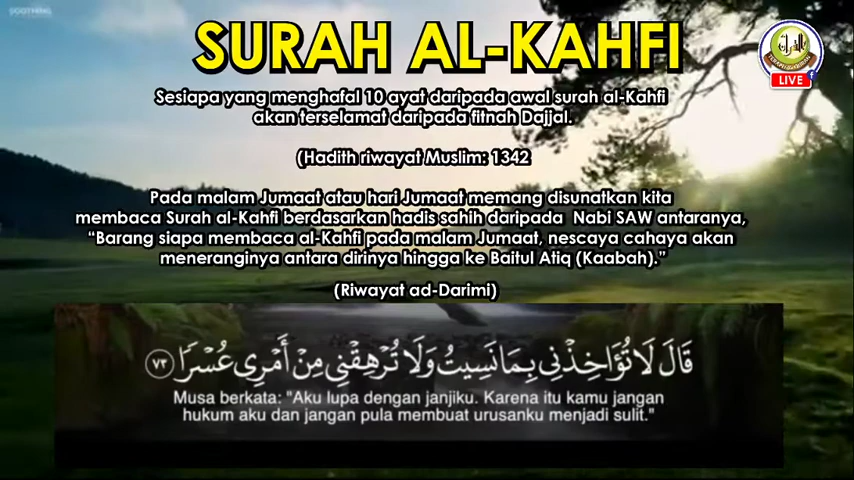 SOOTHING
SURAH AL-KAHFI
LIVE
Sesiapa yang menghafal 10 ayat daripada awal surah al-Kahfi
akan terselamat daripada fitnah Dajjal.
(Hadith riwayat Muslim: 1342
Pada malam Jumaat atau hari Jumaat memang disunatkan kita
membaca Surah al-Kahfi berdasarkan hadis sahih daripada Nabi SAW antaranya,
“Barang siapa membaca al-Kahfi pada malam Jumaat, nescaya cahaya akan
meneranginya antara dirinya hingga ke Baitul Atiq (Kaabah).”
(Riwayat ad-Darimi)
قَالَ لَا تُؤَاخِذْنِى بِمَا نَسِيتُ وَلَا تُرْهِقْنِى مِنْ أَمْرِى عُسْرًا ٧٣
Musa berkata: "Aku lupa dengan janjiku. Karena itu kamu jangan
hukum aku dan jangan pula membuat urusanku menjadi sulit."